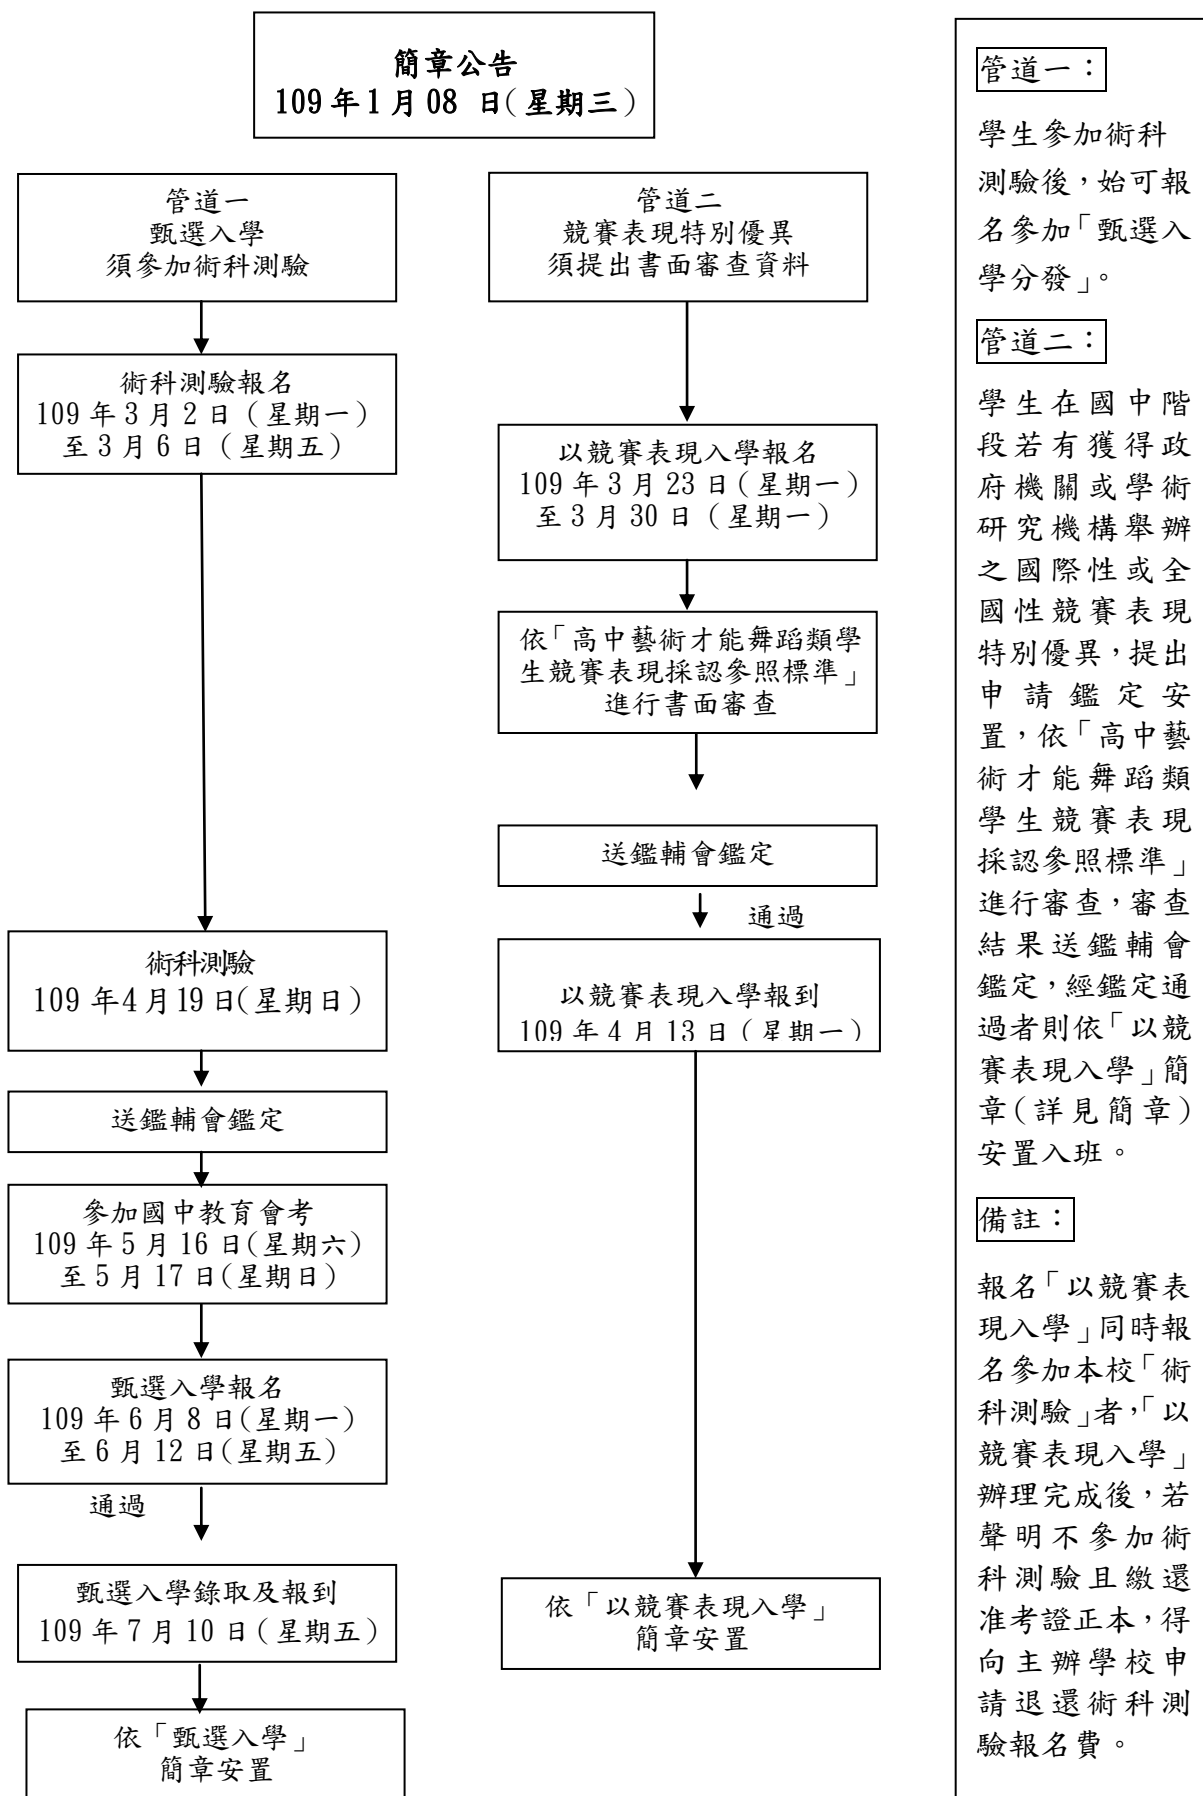 簡章公告
109年1月08 日(星期三)
管道一
甄選入學
須參加術科測驗
術科測驗報名
109年3月2日（星期一）
至3月6日（星期五）
術科測驗
109年4月19日(星期日)
送鑑輔會鑑定
參加國中教育會考
109年5月16日(星期六)
至5月17日(星期日)
甄選入學報名
109年6月8日(星期一)
至6月12日(星期五)
通過
甄選入學錄取及報到
109年7月10日(星期五)
依「甄選入學」
簡章安置
管道二
競賽表現特別優異
須提出書面審查資料
以競賽表現入學報名
109年3月23日(星期一)
至3月30日（星期一）
依「高中藝術才能舞蹈類學
生競賽表現採認參照標準」
進行書面審查
送鑑輔會鑑定
通過
以競賽表現入學報到
109年4月13日(星期一)
依「以競賽表現入學」
簡章安置
管道一：
學生參加術科
測驗後，始可報
名參加「甄選入
學分發」。
管道二：
學生在國中階
段若有獲得政
府機關或學術
研究機構舉辦
之國際性或全
國性競賽表現
特別優異，提出
申請鑑定安
置，依「高中藝
術才能舞蹈類
學生競賽表現
採認參照標準」
進行審查，審查
結果送鑑輔會
鑑定，經鑑定通
過者則依「以競
賽表現入學」簡
章(詳見簡章)
安置入班。
備註：
報名「以競賽表
現入學」同時報
名參加本校「術
科測驗」者，「以
競賽表現入學」
辦理完成後，若
聲明不參加術
科測驗且繳還
准考證正本，得
向主辦學校申
請退還術科測
驗報名費。